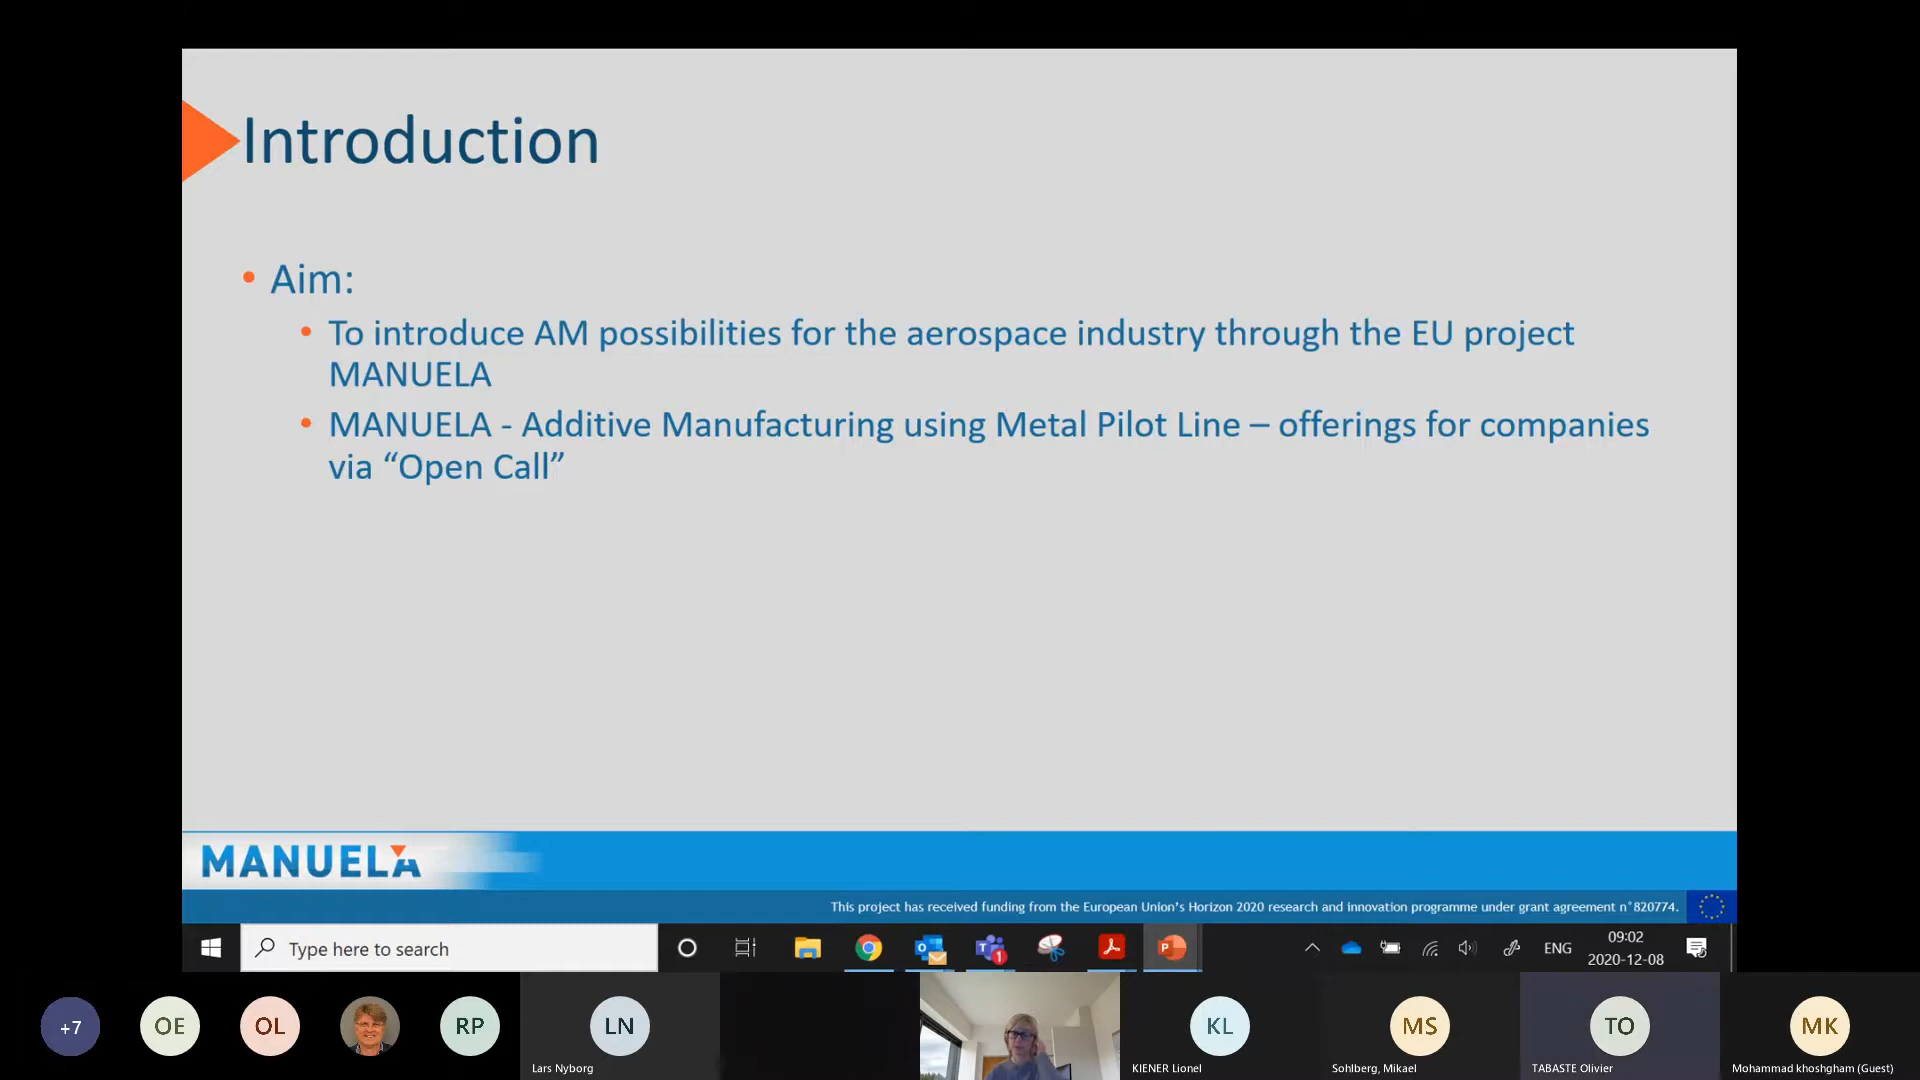 Introduction
• Aim:
• To introduce AM possibilities for the aerospace industry through the EU project
MANUELA
• MANUELA - Additive Manufacturing using Metal Pilot Line – offerings for companies
via “Open Call”
MANUELA
This project has received funding from the European Union’s Horizon 2020 research and innovation programme under grant agreement n°820774.
Type here to search
1
ENG
09:02
2020-12-08
+7
OE
OL
RP
LN
KL
MS
TO
MK
Lars Nyborg
KIENER Lionel
Sohlberg, Mikael
TABASTE Olivier
Mohammad khoshgham (Guest)